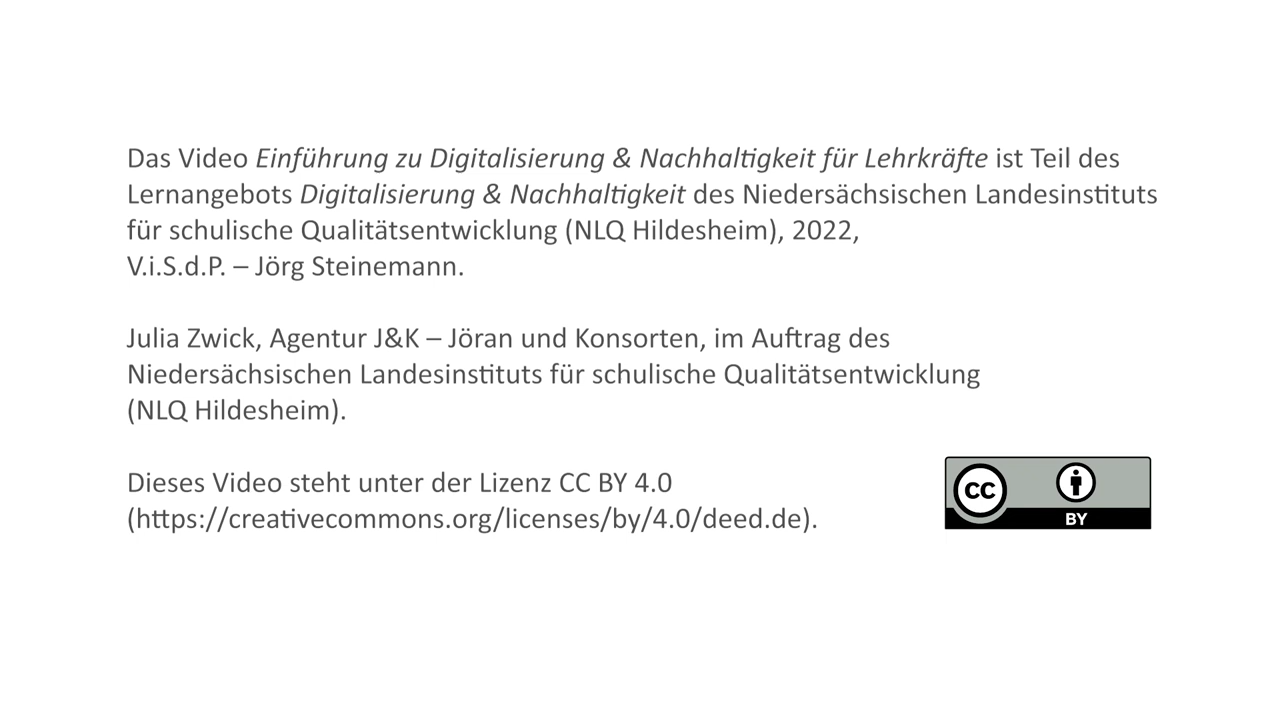 Das Video Einführung zu Digitalisierung & Nachhaltigkeit für Lehrkräfte ist Teil des
Lernangebots Digitalisierung & Nachhaltigkeit des Niedersächsischen Landesinstituts
für schulische Qualitätsentwicklung (NLQ Hildesheim), 2022,
V.i.S.d.P. – Jörg Steinemann.
Julia Zwick, Agentur J&K – Jöran und Konsorten, im Auftrag des
Niedersächsischen Landesinstituts für schulische Qualitätsentwicklung
(NLQ Hildesheim).
Dieses Video steht unter der Lizenz CC BY 4.0
(https://creativecommons.org/licenses/by/4.0/deed.de).
CC
BY